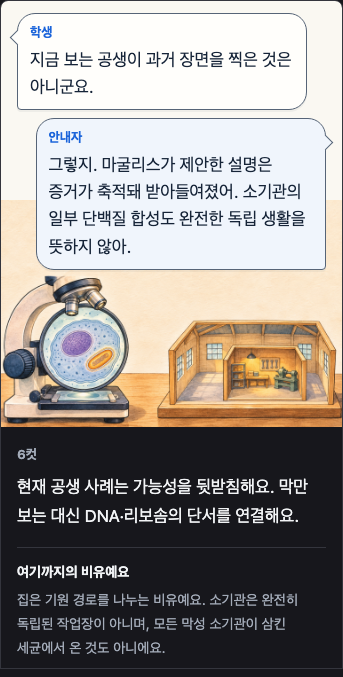 학생
지금 보는 공생이 과거 장면을 찍은 것은
아니군요.
안내자
그렇지. 마굴리스가 제안한 설명은
증거가 축적돼 받아들여졌어. 소기관의
일부 단백질 합성도 완전한 독립 생활을
뜻하지 않아.
6컷
현재 공생 사례는 가능성을 뒷받침해요. 막만
보는 대신 DNA·리보솜의 단서를 연결해요.
여기까지의 비유예요
집은 기원 경로를 나누는 비유예요. 소기관은 완전히
독립된 작업장이 아니며, 모든 막성 소기관이 삼킨
세균에서 온 것도 아니에요.